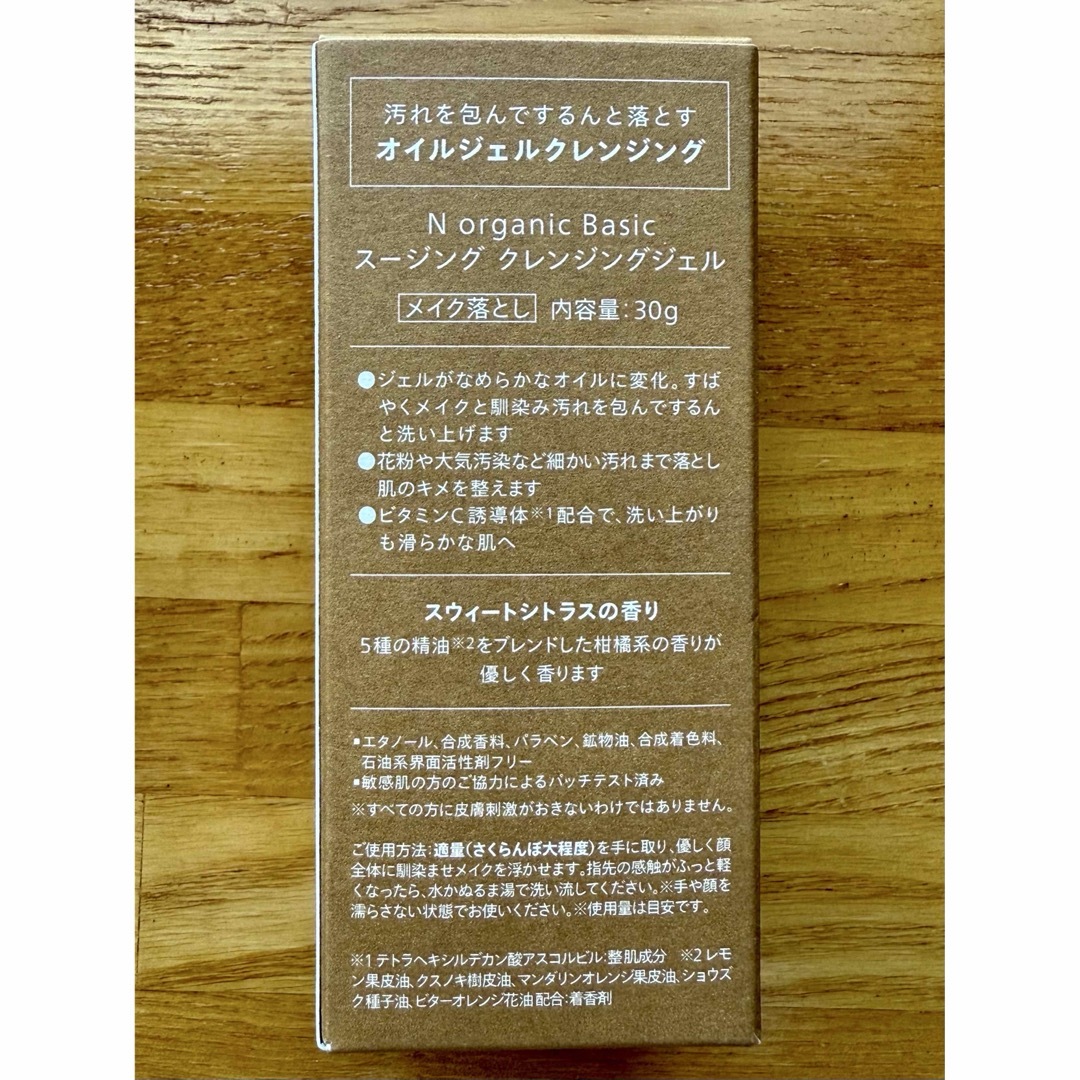 汚れを包んでするんと落とす
オイルジェルクレンジング
N organic Basic
スージング クレンジングジェル
メイク落とし 内容量：30g
●ジェルがなめらかなオイルに変化。すば
やくメイクと馴染み汚れを包んでするん
と洗い上げます
●花粉や大気汚染など細かい汚れまで落とし
肌のキメを整えます
●ビタミンC誘導体※1配合で、洗い上がり
も滑らかな肌へ
スウィートシトラスの香り
5種の精油※2をブレンドした柑橘系の香りが
優しく香ります
▪エタノール、合成香料、パラベン、鉱物油、合成着色料、
石油系界面活性剤フリー
▪敏感肌の方のご協力によるパッチテスト済み
※すべての方に皮膚刺激がおきないわけではありません。
ご使用方法：適量（さくらんぼ大程度）を手に取り、優しく顔
全体に馴染ませメイクを浮かせます。指先の感触がふっと軽
くなったら、水かぬるま湯で洗い流してください。※手や顔を
濡らさない状態でお使いください。※使用量は目安です。
※1 テトラヘキシルデカン酸アスコルビル：整肌成分 ※2 レモ
ン果皮油、クスノキ樹皮油、マンダリンオレンジ果皮油、ショウズ
ク種子油、ビターオレンジ花油配合：着香剤